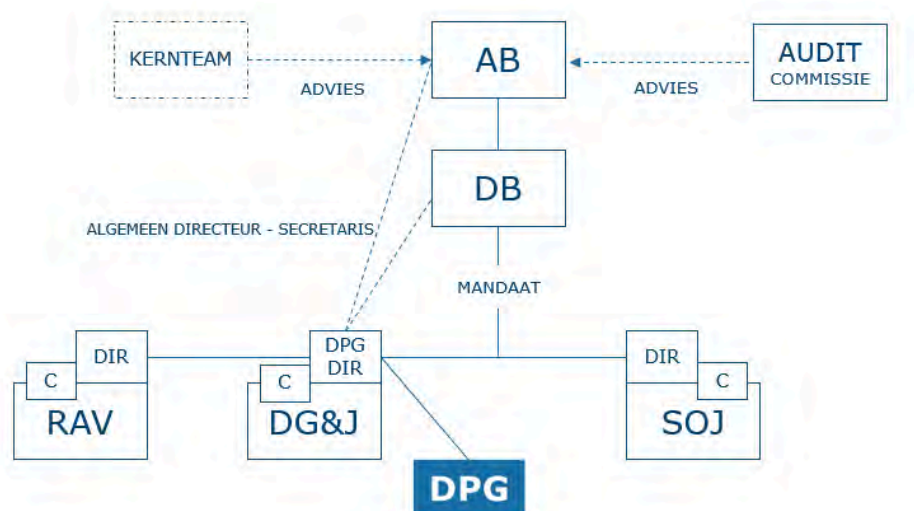 KERNTEAM
ADVIES
AB
ADVIES
AUDIT
COMMISSIE
DB
ALGEMEEN DIRECTEUR - SECRETARIS
MANDAAT
DIR
C
RAV
DPG
DIR
C
DG&J
DIR
C
SOJ
DPG